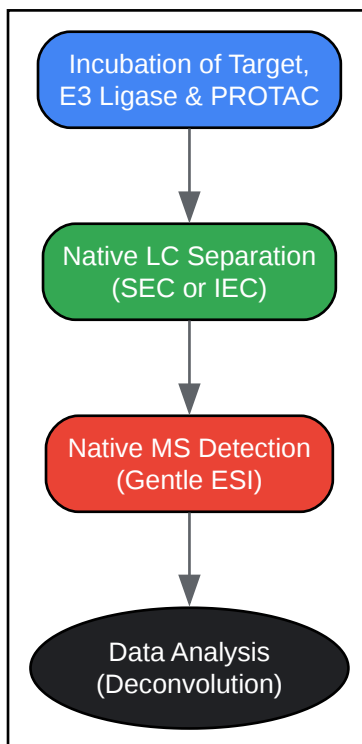 Incubation of Target,
E3 Ligase & PROTAC
Native LC Separation
(SEC or IEC)
Native MS Detection
(Gentle ESI)
Data Analysis
(Deconvolution)